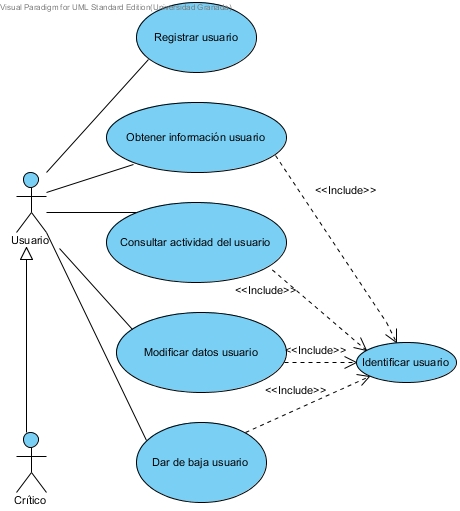 Visual Paradigm for UML Standard Edition(Universidad Granada)
Registrar usuario
Obtener información usuario
<<Include>>
Usuario
Consultar actividad del usuario
<<Include>>
Modificar datos usuario
<<Include>>
Identificar usuario
<<Include>>
Dar de baja usuario
Crítico